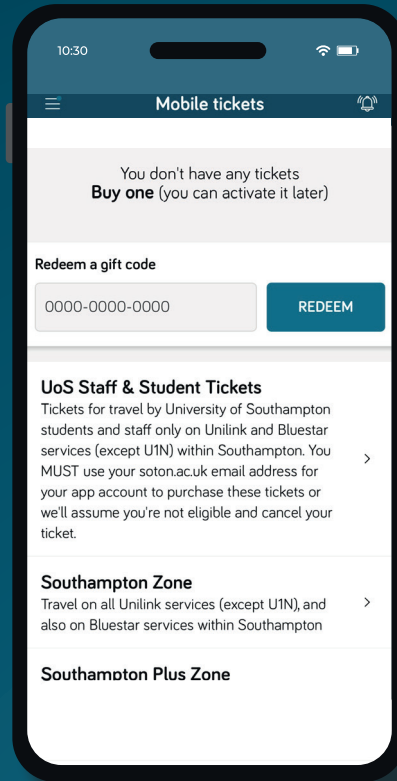 10:30
Mobile tickets
You don't have any tickets
Buy one (you can activate it later)
Redeem a gift code
0000-0000-0000
REDEEM
UoS Staff & Student Tickets
Tickets for travel by University of Southampton
students and staff only on Unilink and Bluestar
services (except U1N) within Southampton. You
MUST use your soton.ac.uk email address for
your app account to purchase these tickets or
we'll assume you're not eligible and cancel your
ticket.
Southampton Zone
Travel on all Unilink services (except U1N), and
also on Bluestar services within Southampton
Southampton Plus Zone